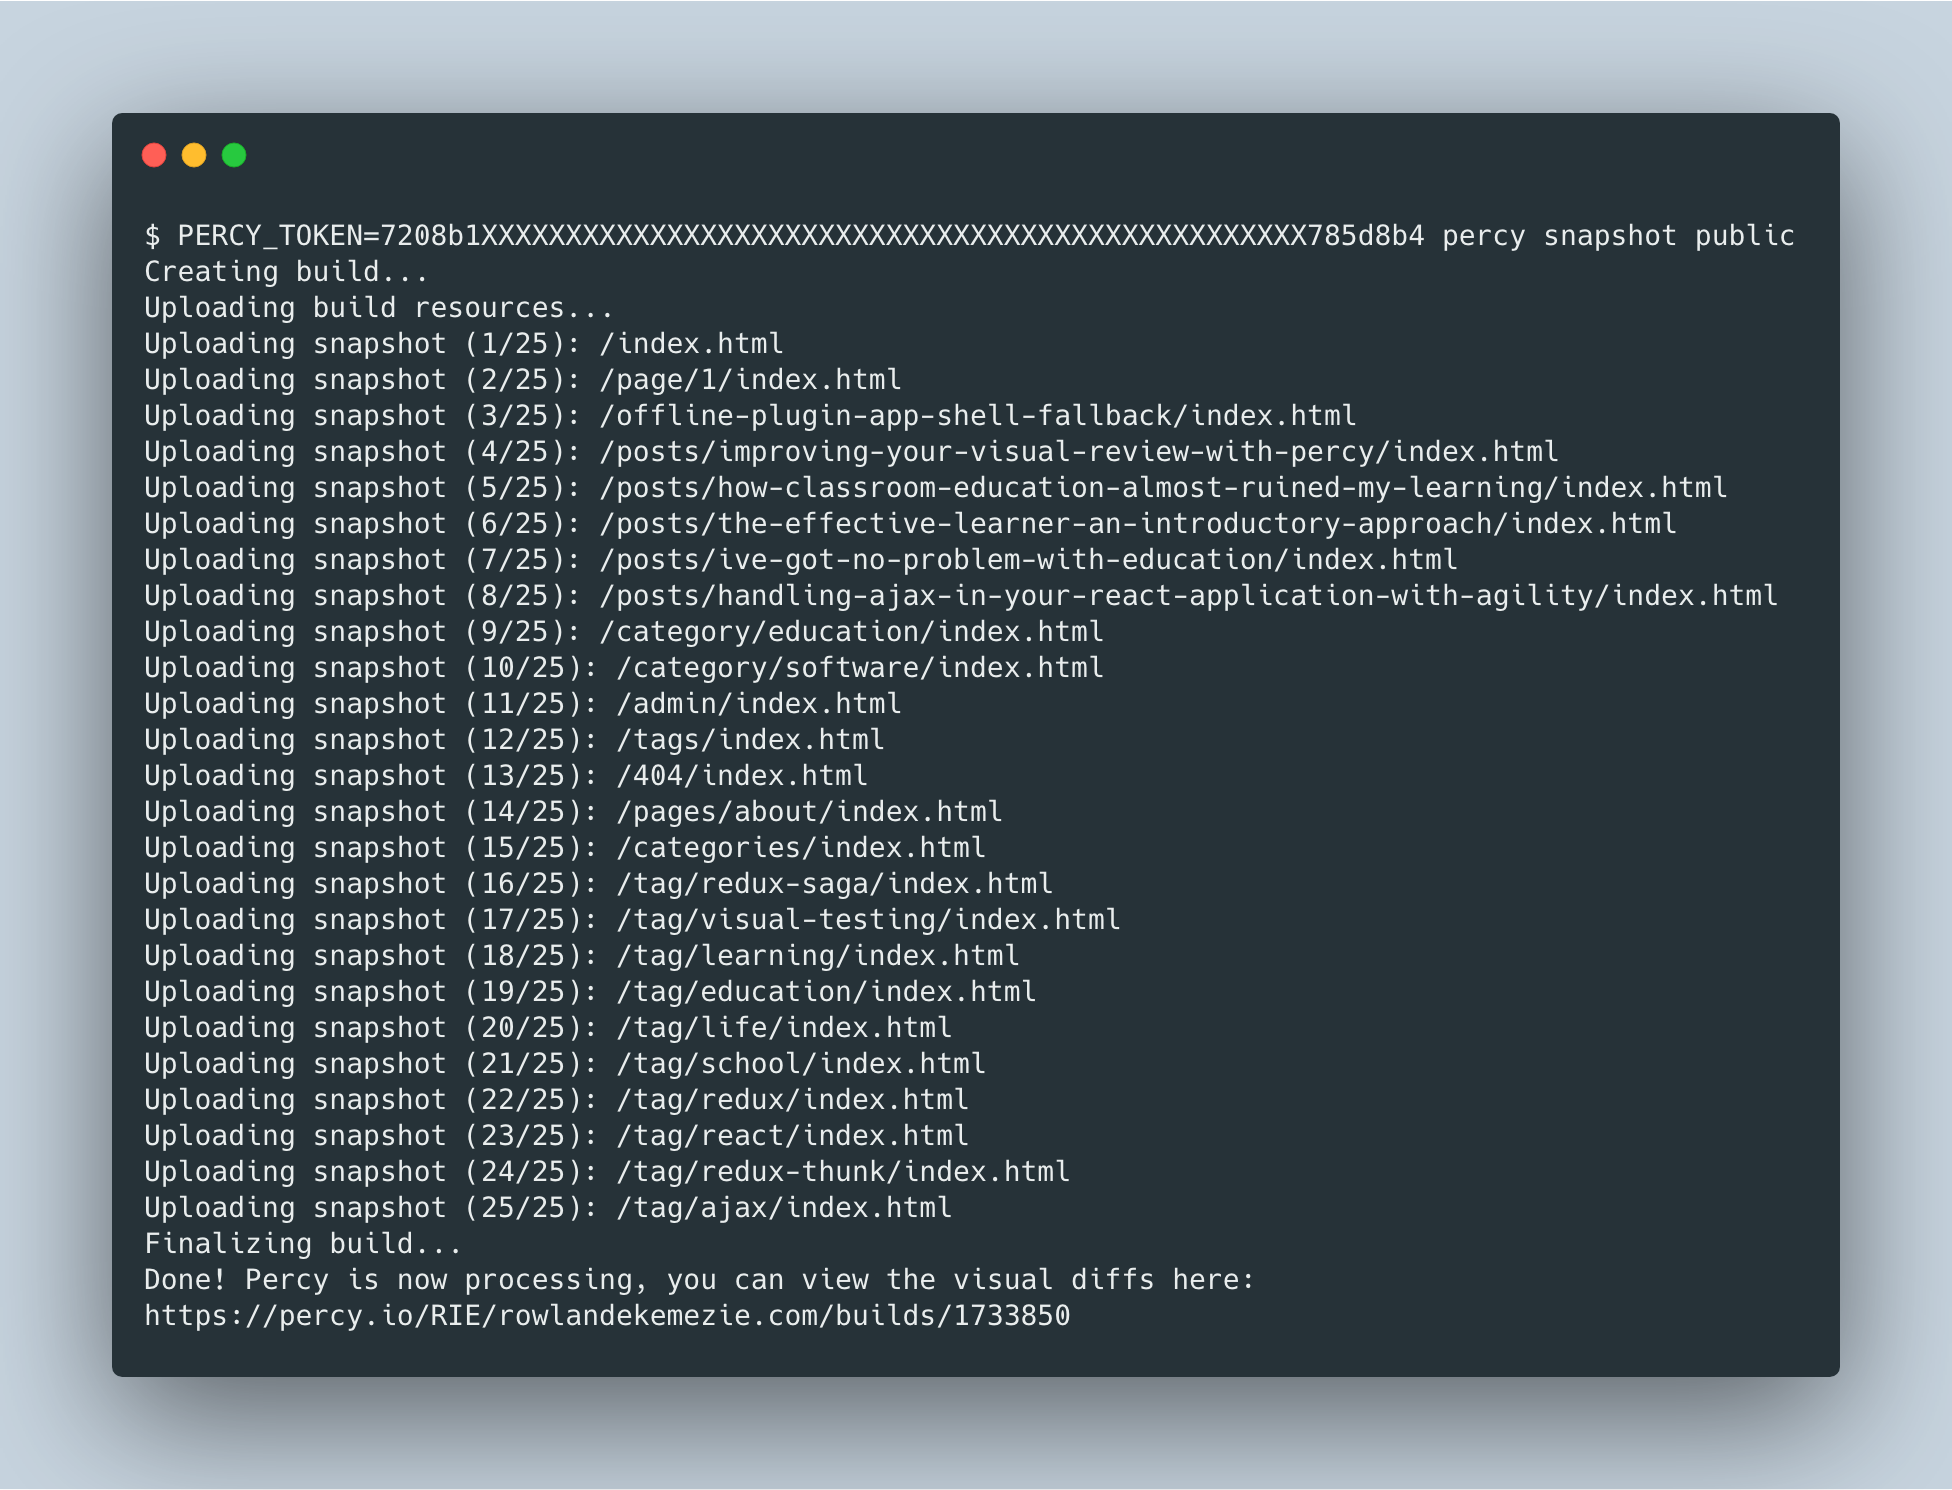 $ PERCY_TOKEN=7208b1XXXXXXXXXXXXXXXXXXXXXXXXXXXXXXXXXXXXXXXXXXXXXXXXX785d8b4 percy snapshot public
Creating build...
Uploading build resources...
Uploading snapshot (1/25): /index.html
Uploading snapshot (2/25): /page/1/index.html
Uploading snapshot (3/25): /offline-plugin-app-shell-fallback/index.html
Uploading snapshot (4/25): /posts/improving-your-visual-review-with-percy/index.html
Uploading snapshot (5/25): /posts/how-classroom-education-almost-ruined-my-learning/index.html
Uploading snapshot (6/25): /posts/the-effective-learner-an-introductory-approach/index.html
Uploading snapshot (7/25): /posts/ive-got-no-problem-with-education/index.html
Uploading snapshot (8/25): /posts/handling-ajax-in-your-react-application-with-agility/index.html
Uploading snapshot (9/25): /category/education/index.html
Uploading snapshot (10/25): /category/software/index.html
Uploading snapshot (11/25): /admin/index.html
Uploading snapshot (12/25): /tags/index.html
Uploading snapshot (13/25): /404/index.html
Uploading snapshot (14/25): /pages/about/index.html
Uploading snapshot (15/25): /categories/index.html
Uploading snapshot (16/25): /tag/redux-saga/index.html
Uploading snapshot (17/25): /tag/visual-testing/index.html
Uploading snapshot (18/25): /tag/learning/index.html
Uploading snapshot (19/25): /tag/education/index.html
Uploading snapshot (20/25): /tag/life/index.html
Uploading snapshot (21/25): /tag/school/index.html
Uploading snapshot (22/25): /tag/redux/index.html
Uploading snapshot (23/25): /tag/react/index.html
Uploading snapshot (24/25): /tag/redux-thunk/index.html
Uploading snapshot (25/25): /tag/ajax/index.html
Finalizing build...
Done! Percy is now processing, you can view the visual diffs here:
https://percy.io/RIE/rowlandekemezie.com/builds/1733850